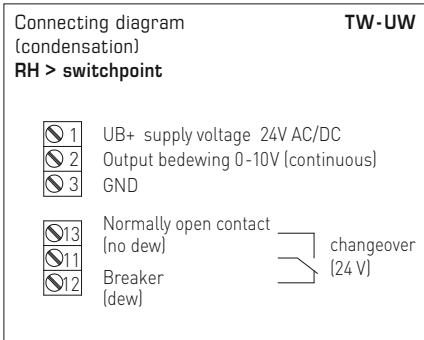 Connecting diagram TW-UW
(condensation)
RH > switchpoint
1 UB+ supply voltage 24V AC/DC
2 Output bedewing 0-10V (continuous)
3 GND
13 Normally open contact
(no dew)
11
12 Breaker
(dew)
changeover
(24 V)